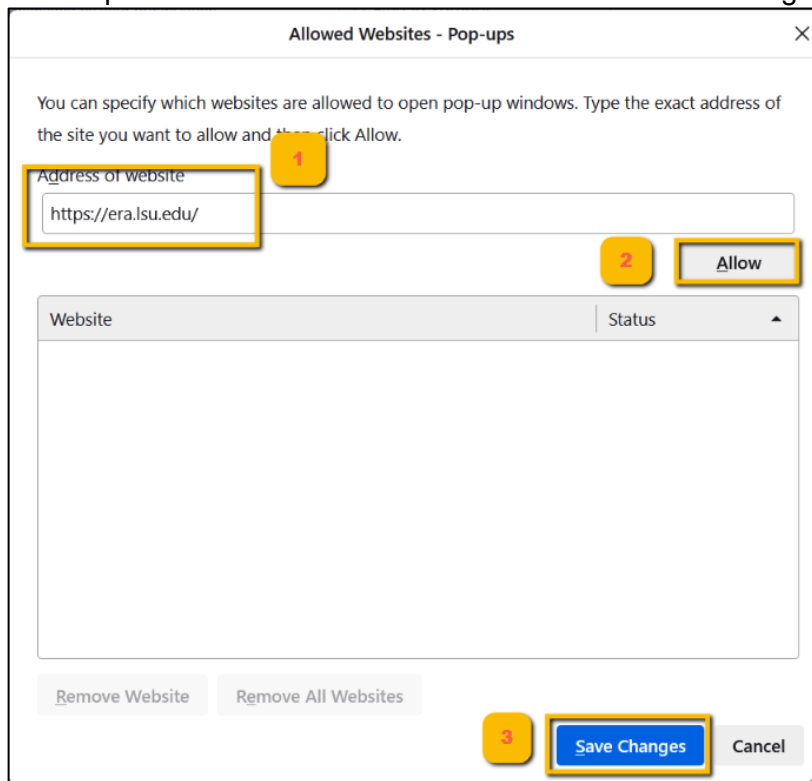 Allowed Websites - Pop-ups
You can specify which websites are allowed to open pop-up windows. Type the exact address of
the site you want to allow and then click Allow.
1
Address of website
https://era.lsu.edu/
2
Allow
Website Status
Remove Website Remove All Websites
3
Save Changes Cancel